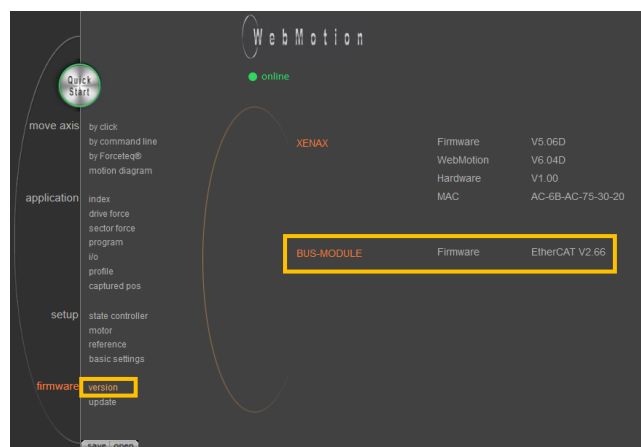 WebMotion
online
Quick
Start
move axis
by click
by command line
by Forceteq®
motion diagram
application
index
drive force
sector force
program
i/o
profile
captured pos
setup
state controller
motor
reference
basic settings
firmware
version
update
save open
XENAX Firmware V5.06D
WebMotion V6.04D
Hardware V1.00
MAC AC-6B-AC-75-30-20
BUS-MODULE Firmware EtherCAT V2.66